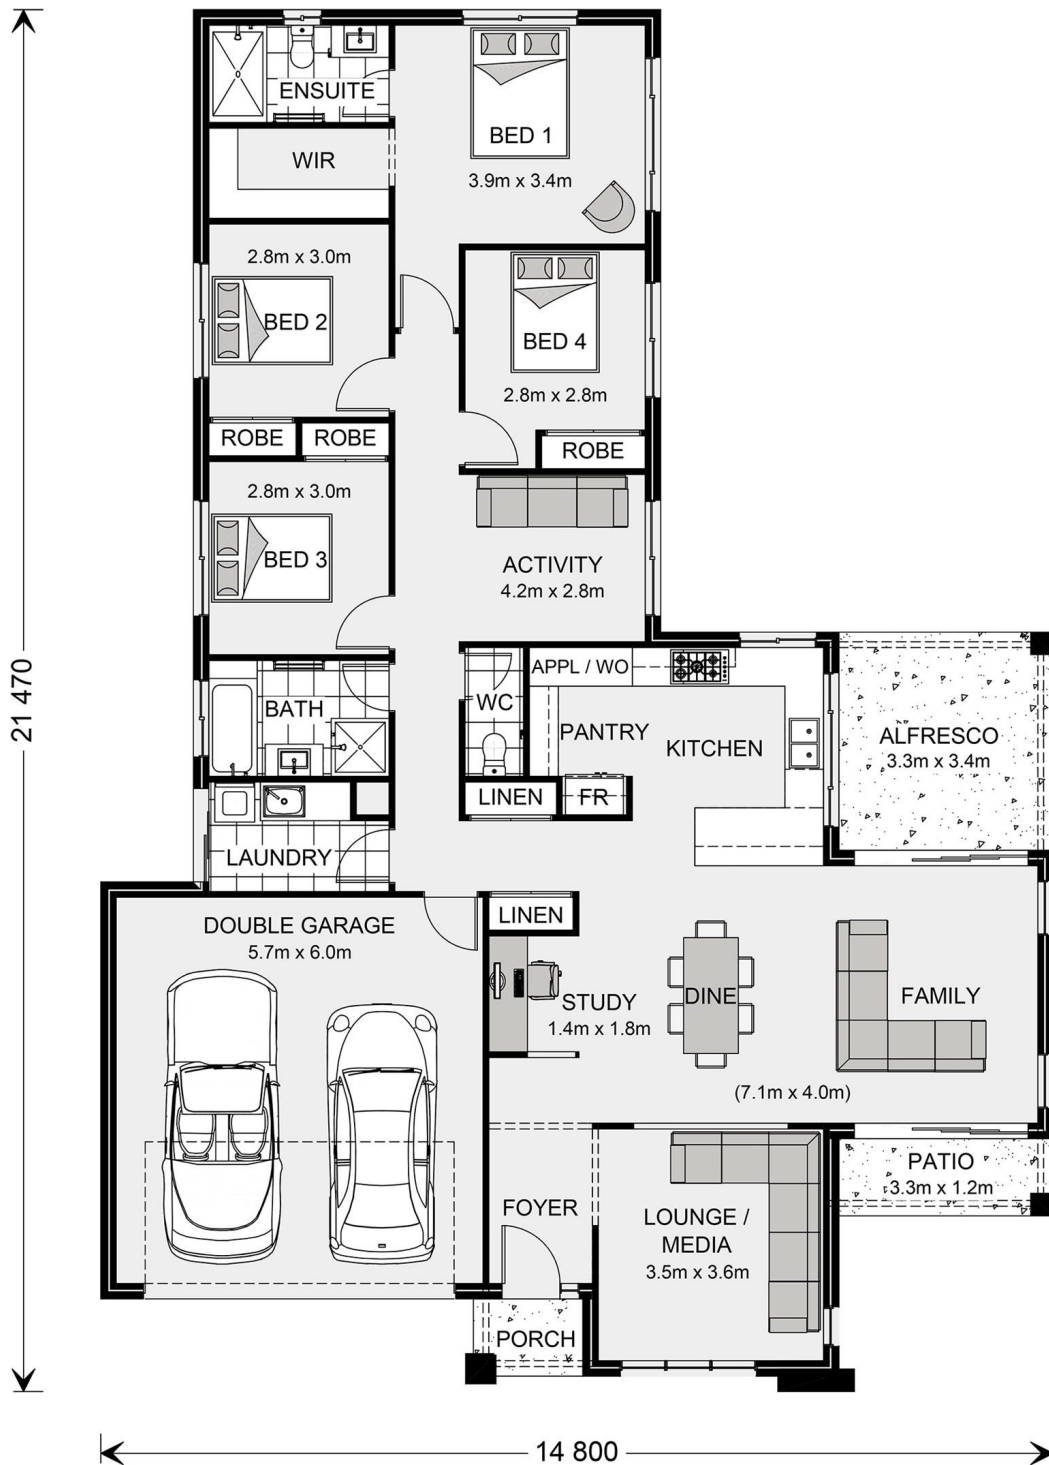 ENSUITE
BED 1
3.9m x 3.4m
WIR
2.8m x 3.0m
BED 2
BED 4
2.8m x 2.8m
ROBE
ROBE
ROBE
2.8m x 3.0m
BED 3
ACTIVITY
4.2m x 2.8m
APPL / WO
WC
BATH
PANTRY
KITCHEN
ALFRESCO
3.3m x 3.4m
LINEN
FR
LAUNDRY
LINEN
DOUBLE GARAGE
5.7m x 6.0m
STUDY
1.4m x 1.8m
DINE
FAMILY
(7.1m x 4.0m)
PATIO
3.3m x 1.2m
FOYER
LOUNGE /
MEDIA
3.5m x 3.6m
PORCH
21 470
14 800